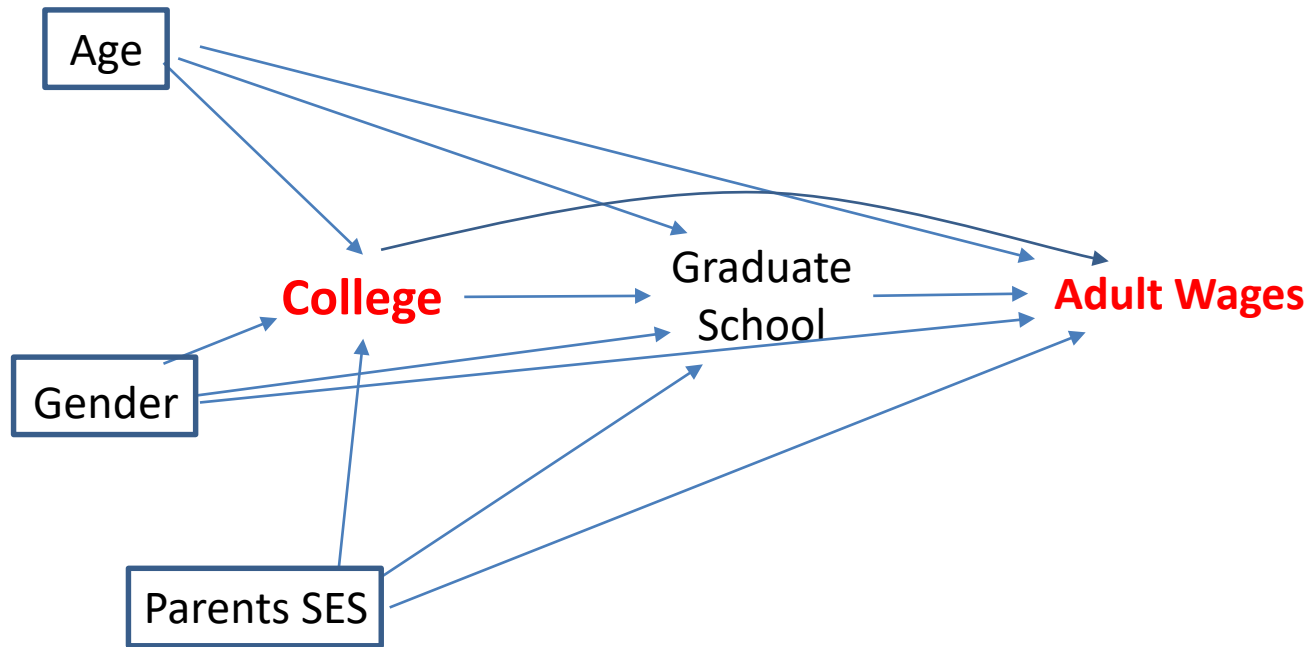 Age
Graduate
School
College
Adult Wages
Gender
Parents SES